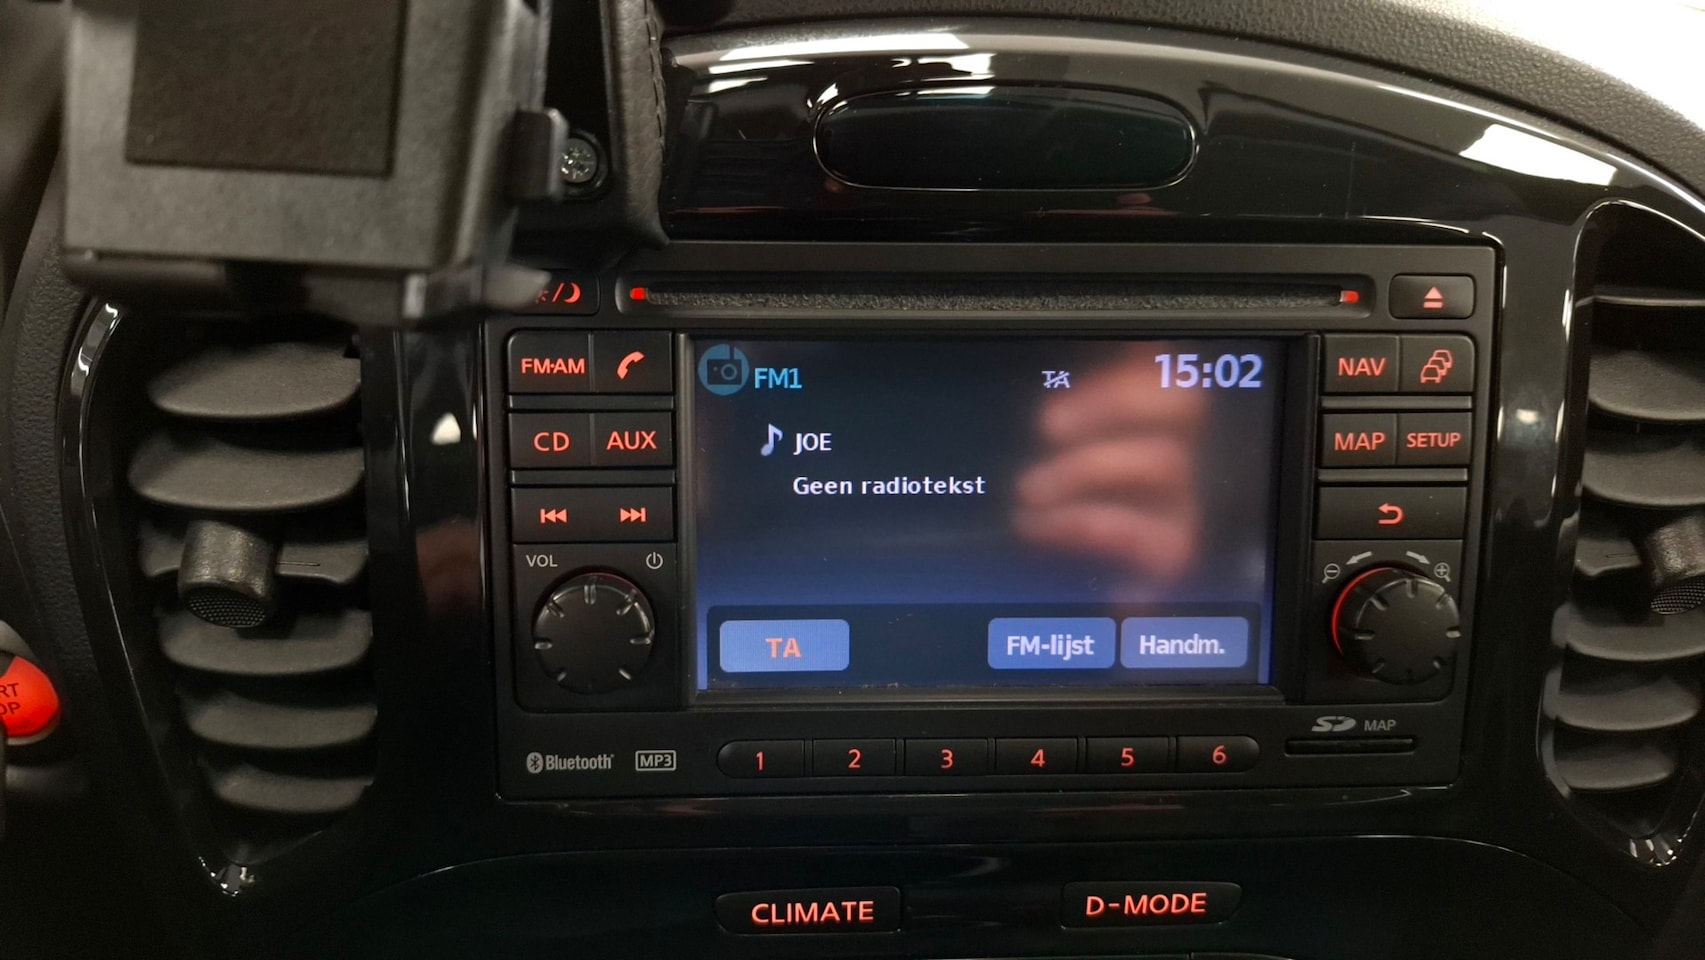 FM·AM
CD AUX
VOL
FM1 TA 15:02
JOE
Geen radiotekst
TA FM-lijst Handm.
NAV
MAP SETUP
Bluetooth MP3
1 2 3 4 5 6
SD MAP
CLIMATE D-MODE